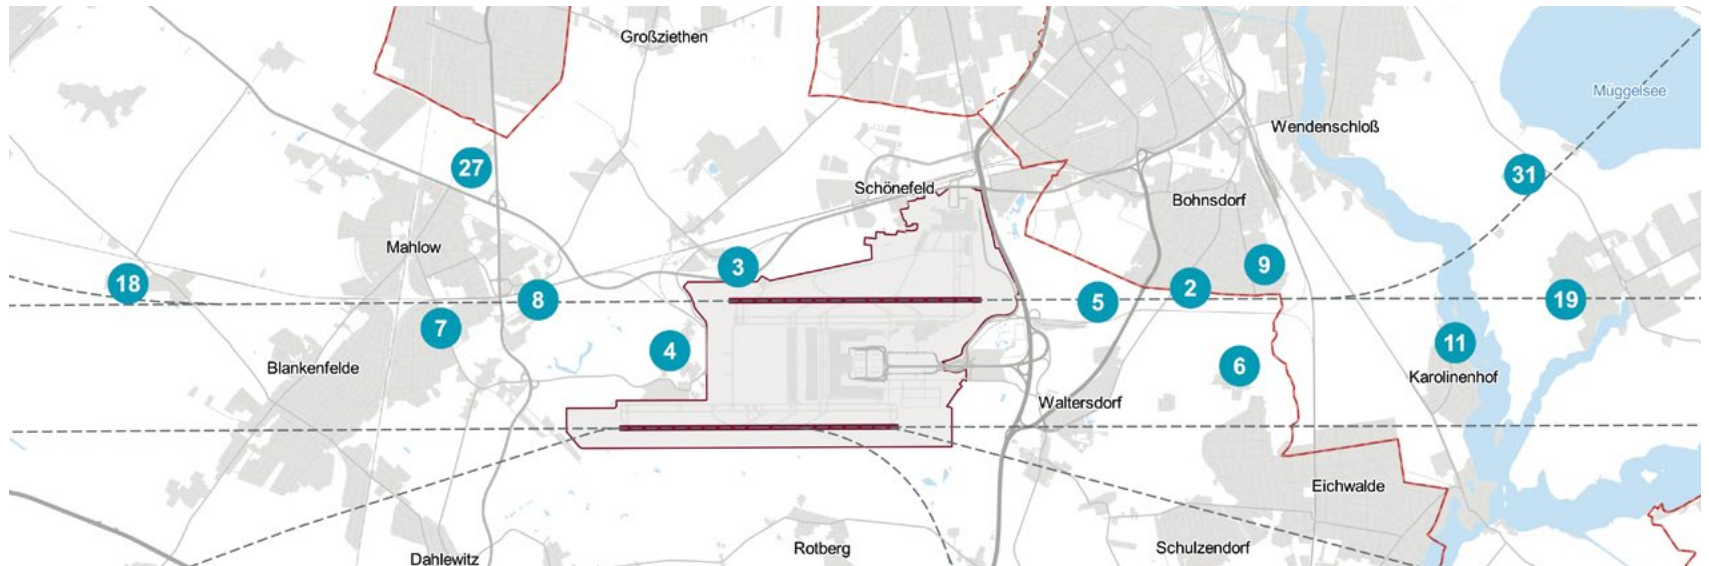 Großziethen
Müggelsee
Wendenschloß
27
31
Schönefeld
Bohnsdorf
Mahlow
3
9
18
2
8
5
19
7
11
4
6
Blankenfelde
Karolinenhof
Waltersdorf
Eichwalde
Rotberg
Schulzendorf
Dahlewitz